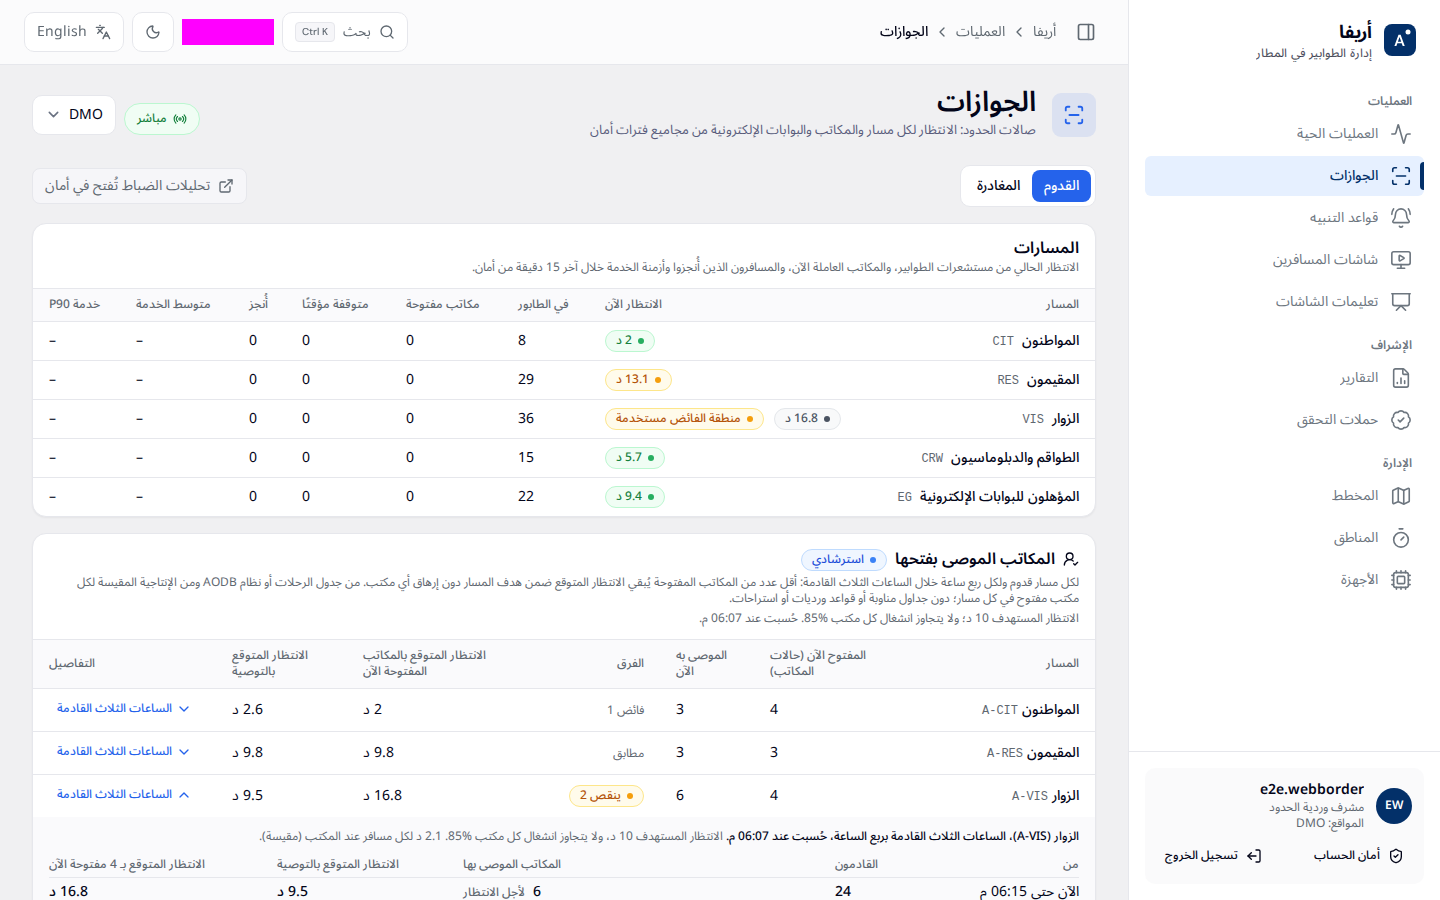 أريفا
إدارة الطوابير في المطار
A
العمليات
العمليات الحية
الجوازات
قواعد التنبيه
شاشات المسافرين
تعليمات الشاشات
الإشراف
التقارير
حملات التحقق
الإدارة
المخطط
المناطق
الأجهزة
EW
e2e.webborder
مشرف وردية الحدود
المواقع: DMO
أمان الحساب
تسجيل الخروج
أريفا
العمليات
الجوازات
بحث Ctrl K
English
الجوازات
صالات الحدود: الانتظار لكل مسار والمكاتب والبوابات الإلكترونية من مجاميع فترات أمان
مباشر
DMO
القدوم
المغادرة
تحليلات الضباط تُفتح في أمان
المسارات
الانتظار الحالي من مستشعرات الطوابير، والمكاتب العاملة الآن، والمسافرون الذين أُنجزوا وأزمنة الخدمة خلال آخر 15 دقيقة من أمان.
المسار الانتظار الآن في الطابور مكاتب مفتوحة متوقفة مؤقتًا أُنجز متوسط الخدمة خدمة P90
المواطنون CIT 2 د 8 0 0 0 – –
المقيمون RES 13.1 د 29 0 0 0 – –
الزوار VIS 16.8 د منطقة الفائض مستخدمة 36 0 0 0 – –
الطواقم والدبلوماسيون CRW 5.7 د 15 0 0 0 – –
المؤهلون للبوابات الإلكترونية EG 9.4 د 22 0 0 0 – –
المكاتب الموصى بفتحها استرشادي
لكل مسار قدوم ولكل ربع ساعة خلال الساعات الثلاث القادمة: أقل عدد من المكاتب المفتوحة يُبقي الانتظار المتوقع ضمن هدف المسار دون إرهاق أي مكتب. من جدول الرحلات أو نظام AODB ومن الإنتاجية المقيسة لكل
مكتب مفتوح في كل مسار؛ دون جداول مناوبة أو قواعد ورديات أو استراحات.
الانتظار المستهدف 10 د؛ ولا يتجاوز انشغال كل مكتب 85%. حُسبت عند 06:07 م.
المسار المفتوح الآن (حالات المكاتب) الموصى به الآن الفرق الانتظار المتوقع بالمكاتب المفتوحة الآن الانتظار المتوقع بالتوصية التفاصيل
المواطنون A-CIT 4 3 فائض 1 2 د 2.6 د الساعات الثلاث القادمة
المقيمون A-RES 3 3 مطابق 9.8 د 9.8 د الساعات الثلاث القادمة
الزوار A-VIS 4 6 ينقص 2 16.8 د 9.5 د الساعات الثلاث القادمة
الزوار (A-VIS)، الساعات الثلاث القادمة بربع الساعة، حُسبت عند 06:07 م. الانتظار المستهدف 10 د، ولا يتجاوز انشغال كل مكتب 85%. 2.1 د لكل مسافر عند المكتب (مقيسة).
من القادمون المكاتب الموصى بها الانتظار المتوقع بالتوصية الانتظار المتوقع بـ 4 مفتوحة الآن
الآن حتى 06:15 م 24 6 لأجل الانتظار 9.5 د 16.8 د